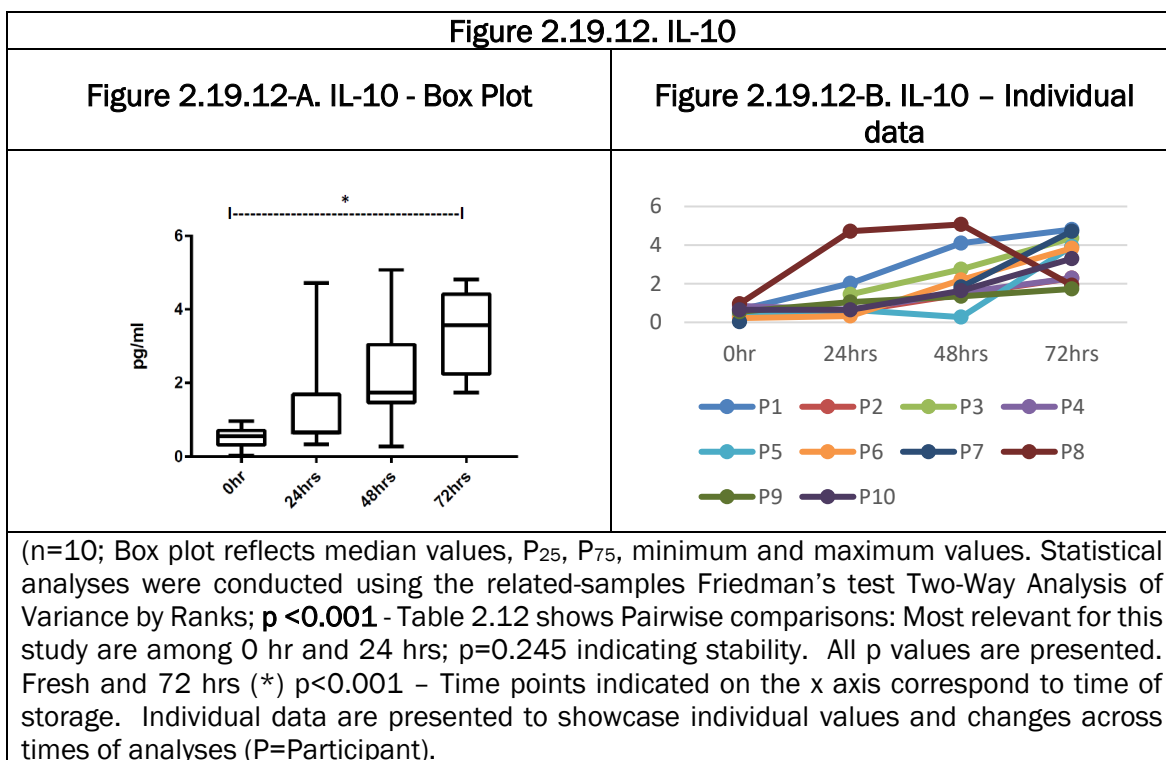 Figure 2.19.12. IL-10
Figure 2.19.12-A. IL-10 - Box Plot
Figure 2.19.12-B. IL-10 – Individual
data
*
I---------------------------------------I
6
4
2
0
pg/ml
0hr
24hrs
48hrs
72hrs
6
4
2
0
0hr 24hrs 48hrs 72hrs
P1 P2 P3 P4
P5 P6 P7 P8
P9 P10
(n=10; Box plot reflects median values, P25, P75, minimum and maximum values. Statistical
analyses were conducted using the related-samples Friedman's test Two-Way Analysis of
Variance by Ranks; p <0.001 - Table 2.12 shows Pairwise comparisons: Most relevant for this
study are among 0 hr and 24 hrs; p=0.245 indicating stability. All p values are presented.
Fresh and 72 hrs (*) p<0.001 – Time points indicated on the x axis correspond to time of
storage. Individual data are presented to showcase individual values and changes across
times of analyses (P=Participant).